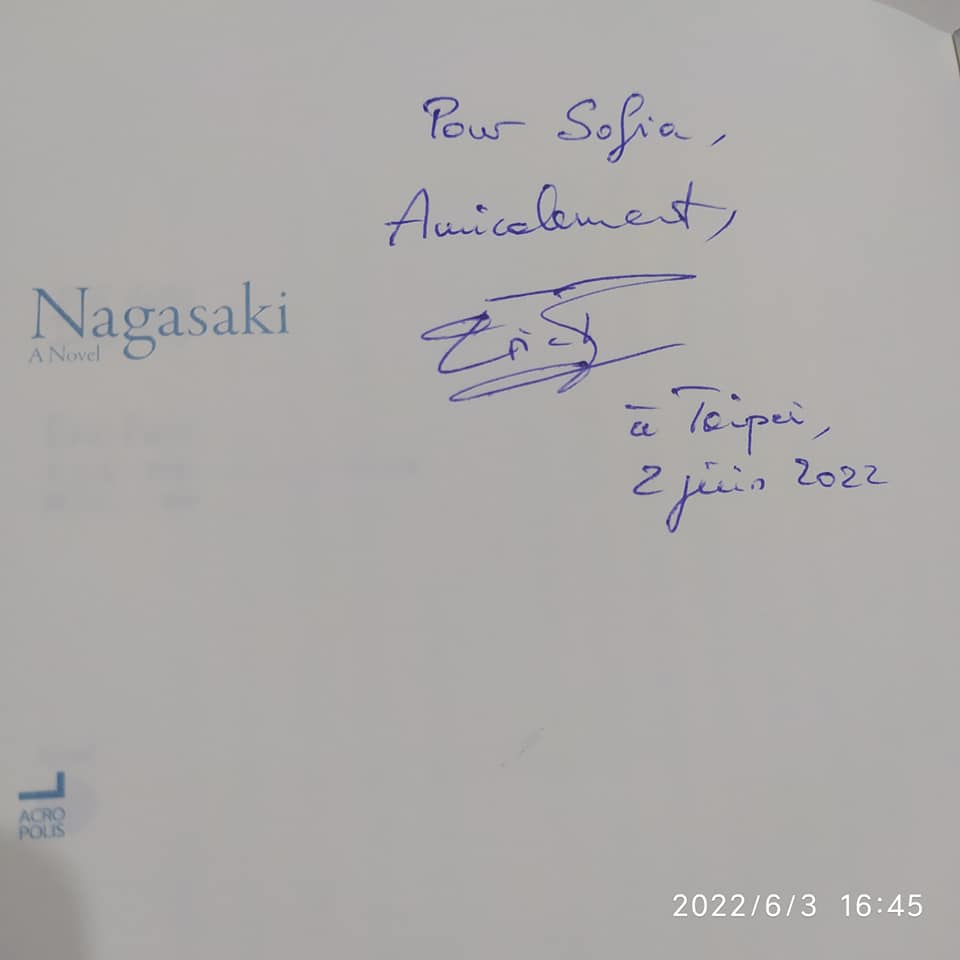 Pour Sofia,
Amicalement,
Nagasaki
A Novel
à Taipei,
2 juin 2022
ACRO
POLIS
2022/6/3 16:45